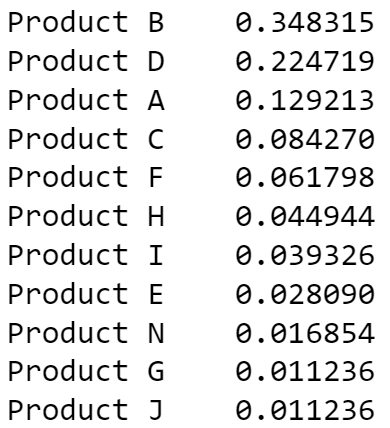 Product B    0.348315
Product D    0.224719
Product A    0.129213
Product C    0.084270
Product F    0.061798
Product H    0.044944
Product I    0.039326
Product E    0.028090
Product N    0.016854
Product G    0.011236
Product J    0.011236